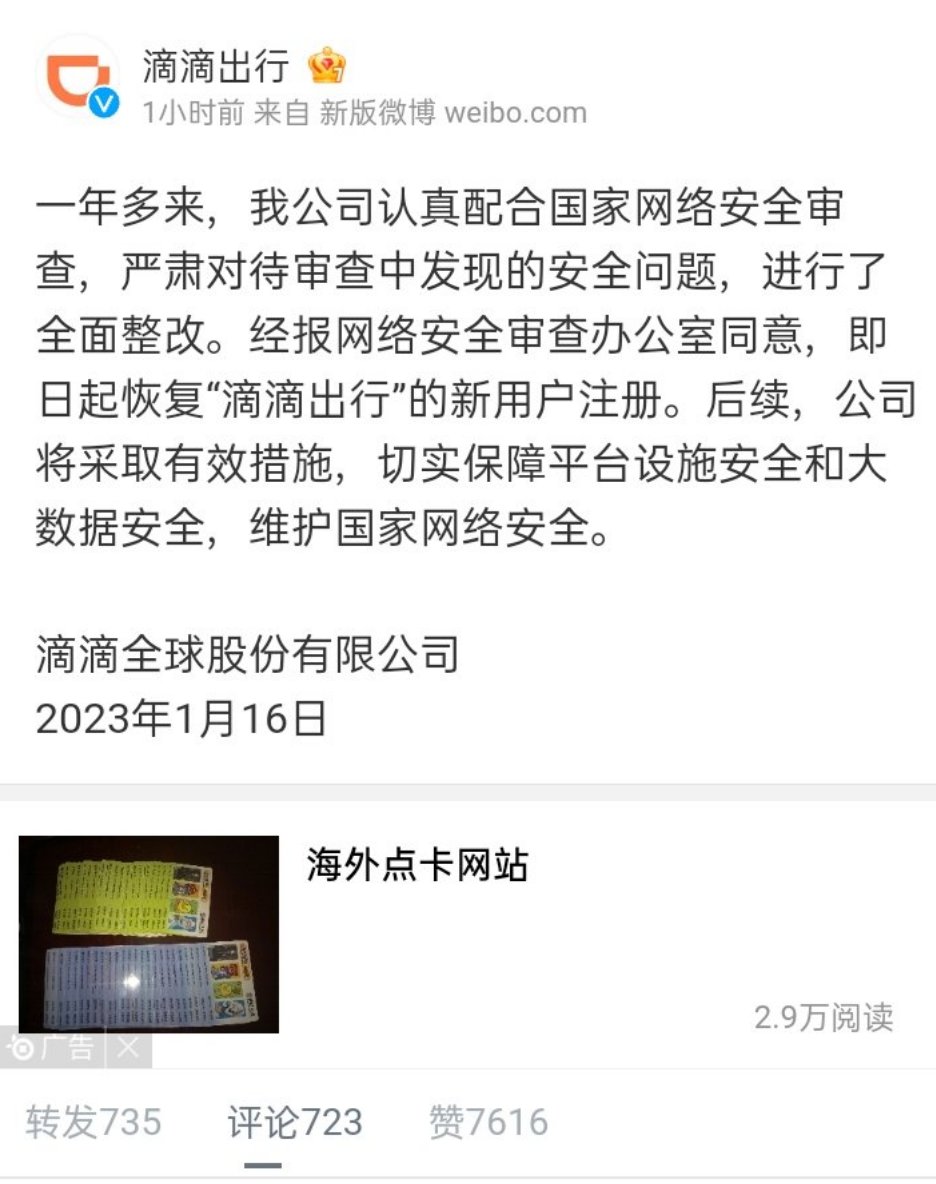 滴滴出行
1小时前 来自 新版微博 weibo.com
一年多来，我公司认真配合国家网络安全审
查，严肃对待审查中发现的安全问题，进行了
全面整改。经报网络安全审查办公室同意，即
日起恢复“滴滴出行”的新用户注册。后续，公司
将采取有效措施，切实保障平台设施安全和大
数据安全，维护国家网络安全。
滴滴全球股份有限公司
2023年1月16日
海外点卡网站
2.9万阅读
广告
转发735 评论723 赞7616